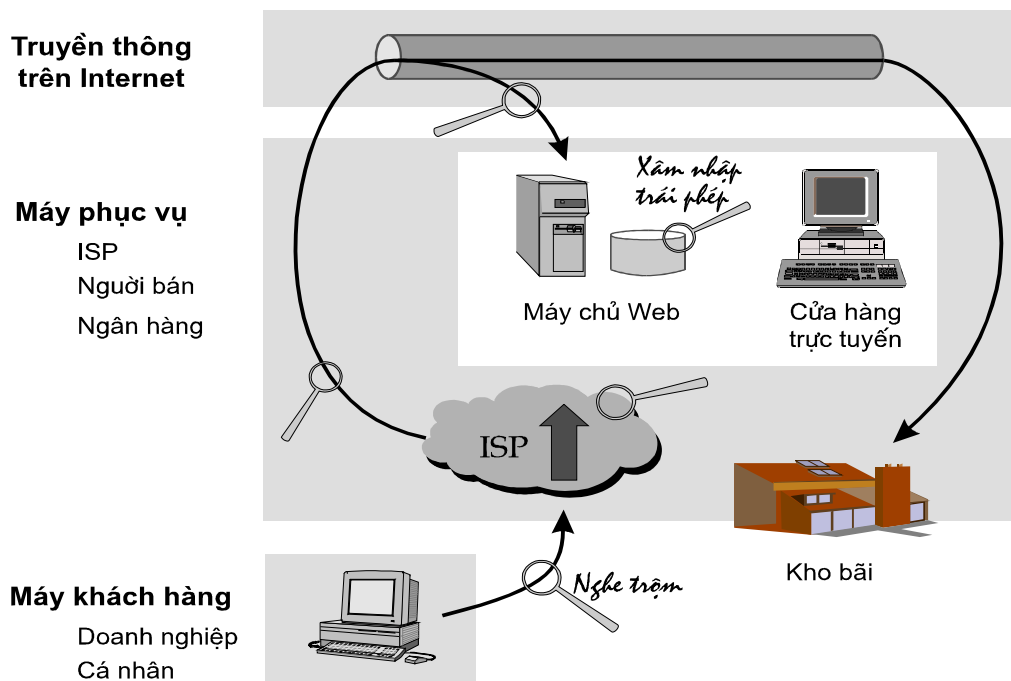 Truyền thông
trên Internet
Xâm nhập
trái phép
Máy phục vụ
ISP
Nguời bán
Ngân hàng
Máy chủ Web
Cửa hàng
trực tuyến
ISP
Kho bãi
Nghe trộm
Máy khách hàng
Doanh nghiệp
Cá nhân